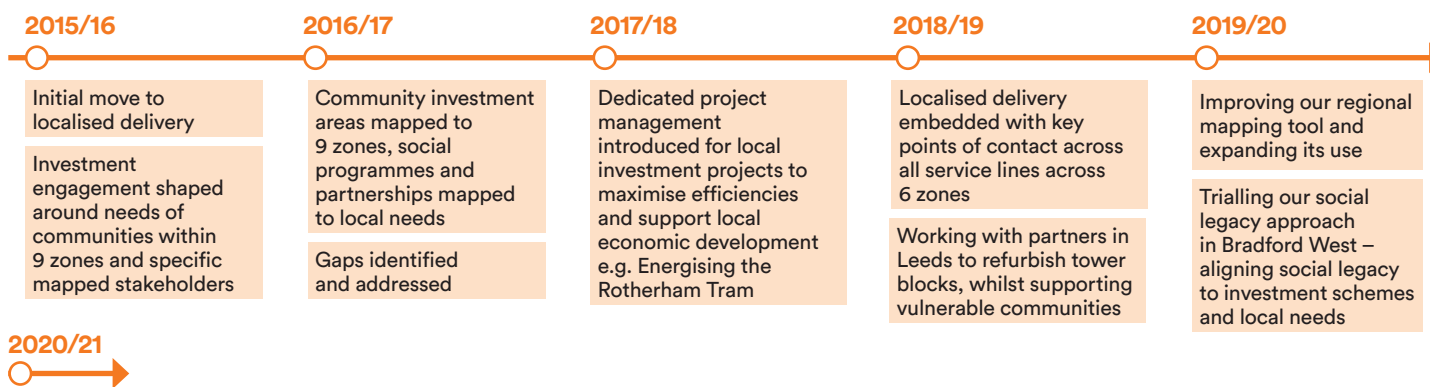 2015/16
Initial move to
localised delivery
Investment
engagement shaped
around needs of
communities within
9 zones and specific
mapped stakeholders
2016/17
Community investment
areas mapped to
9 zones, social
programmes and
partnerships mapped
to local needs
Gaps identified
and addressed
2017/18
Dedicated project
management
introduced for local
investment projects to
maximise efficiencies
and support local
economic development
e.g. Energising the
Rotherham Tram
2018/19
Localised delivery
embedded with key
points of contact across
all service lines across
6 zones
Working with partners in
Leeds to refurbish tower
blocks, whilst supporting
vulnerable communities
2019/20
Improving our regional
mapping tool and
expanding its use
Trialling our social
legacy approach
in Bradford West –
aligning social legacy
to investment schemes
and local needs
2020/21